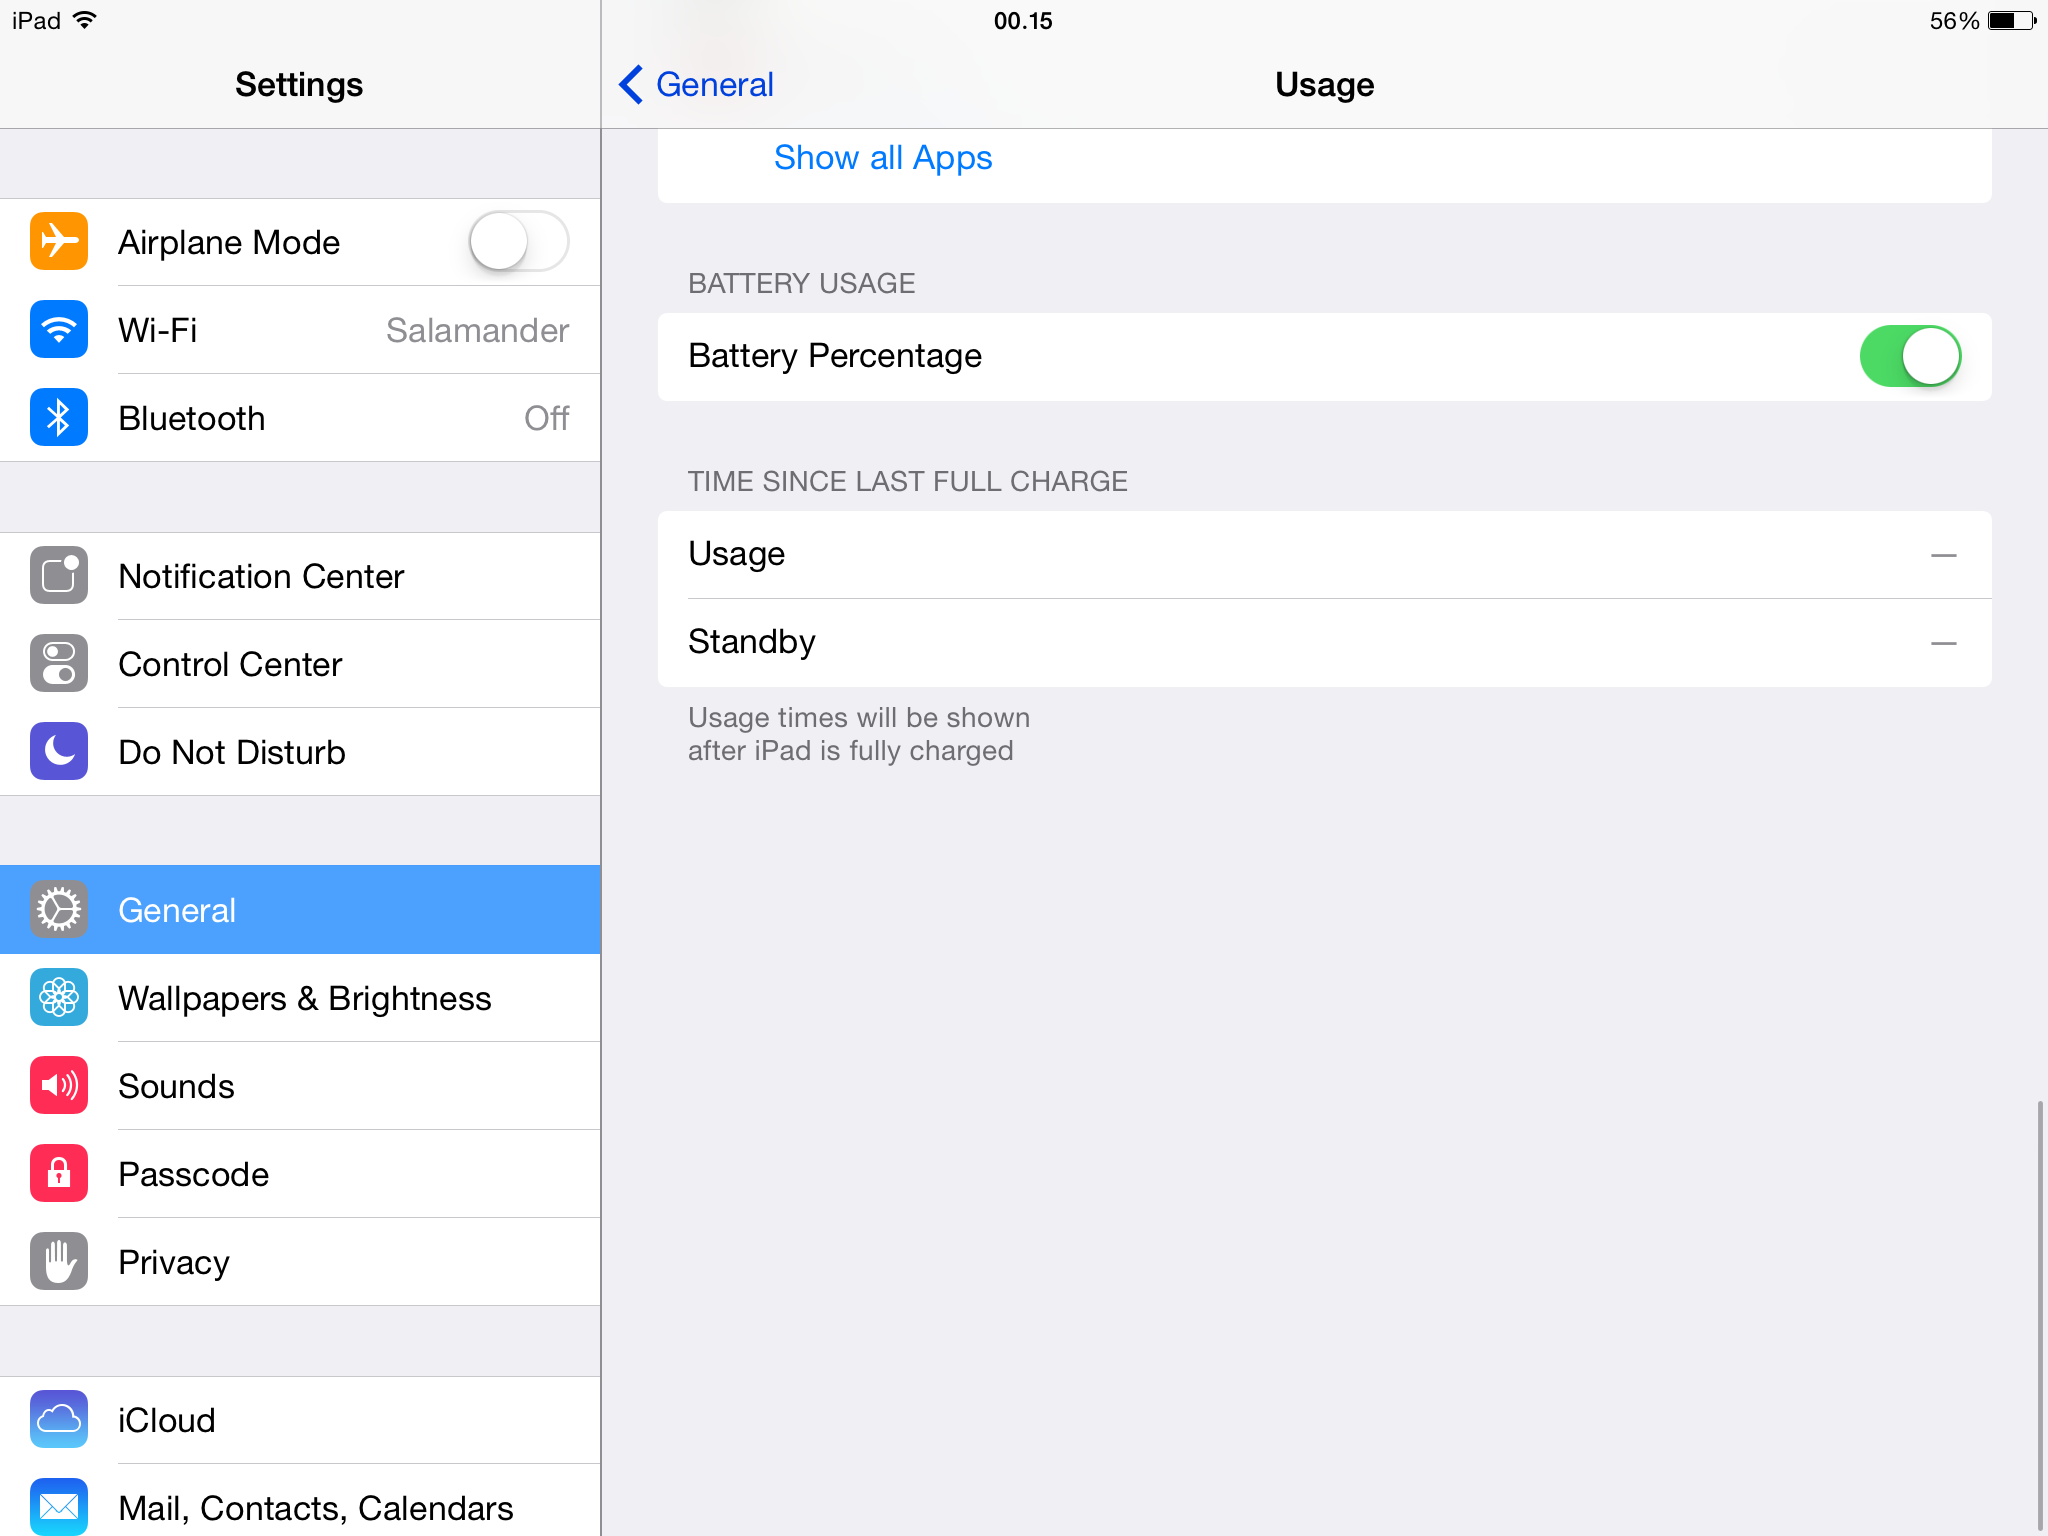 iPad
00.15
56%
Settings
General
Usage
Show all Apps
Airplane Mode
Wi-Fi
Salamander
Bluetooth
Off
Notification Center
Control Center
Do Not Disturb
General
Wallpapers & Brightness
Sounds
Passcode
Privacy
iCloud
Mail, Contacts, Calendars
BATTERY USAGE
Battery Percentage
TIME SINCE LAST FULL CHARGE
Usage —
Standby —
Usage times will be shown
after iPad is fully charged